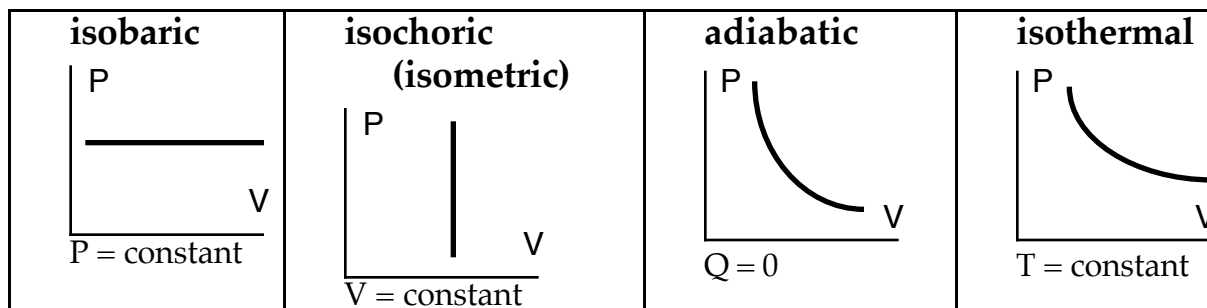 isobaric
P
V
P = constant
isochoric
(isometric)
P
V
V = constant
adiabatic
P
V
Q = 0
isothermal
P
V
T = constant